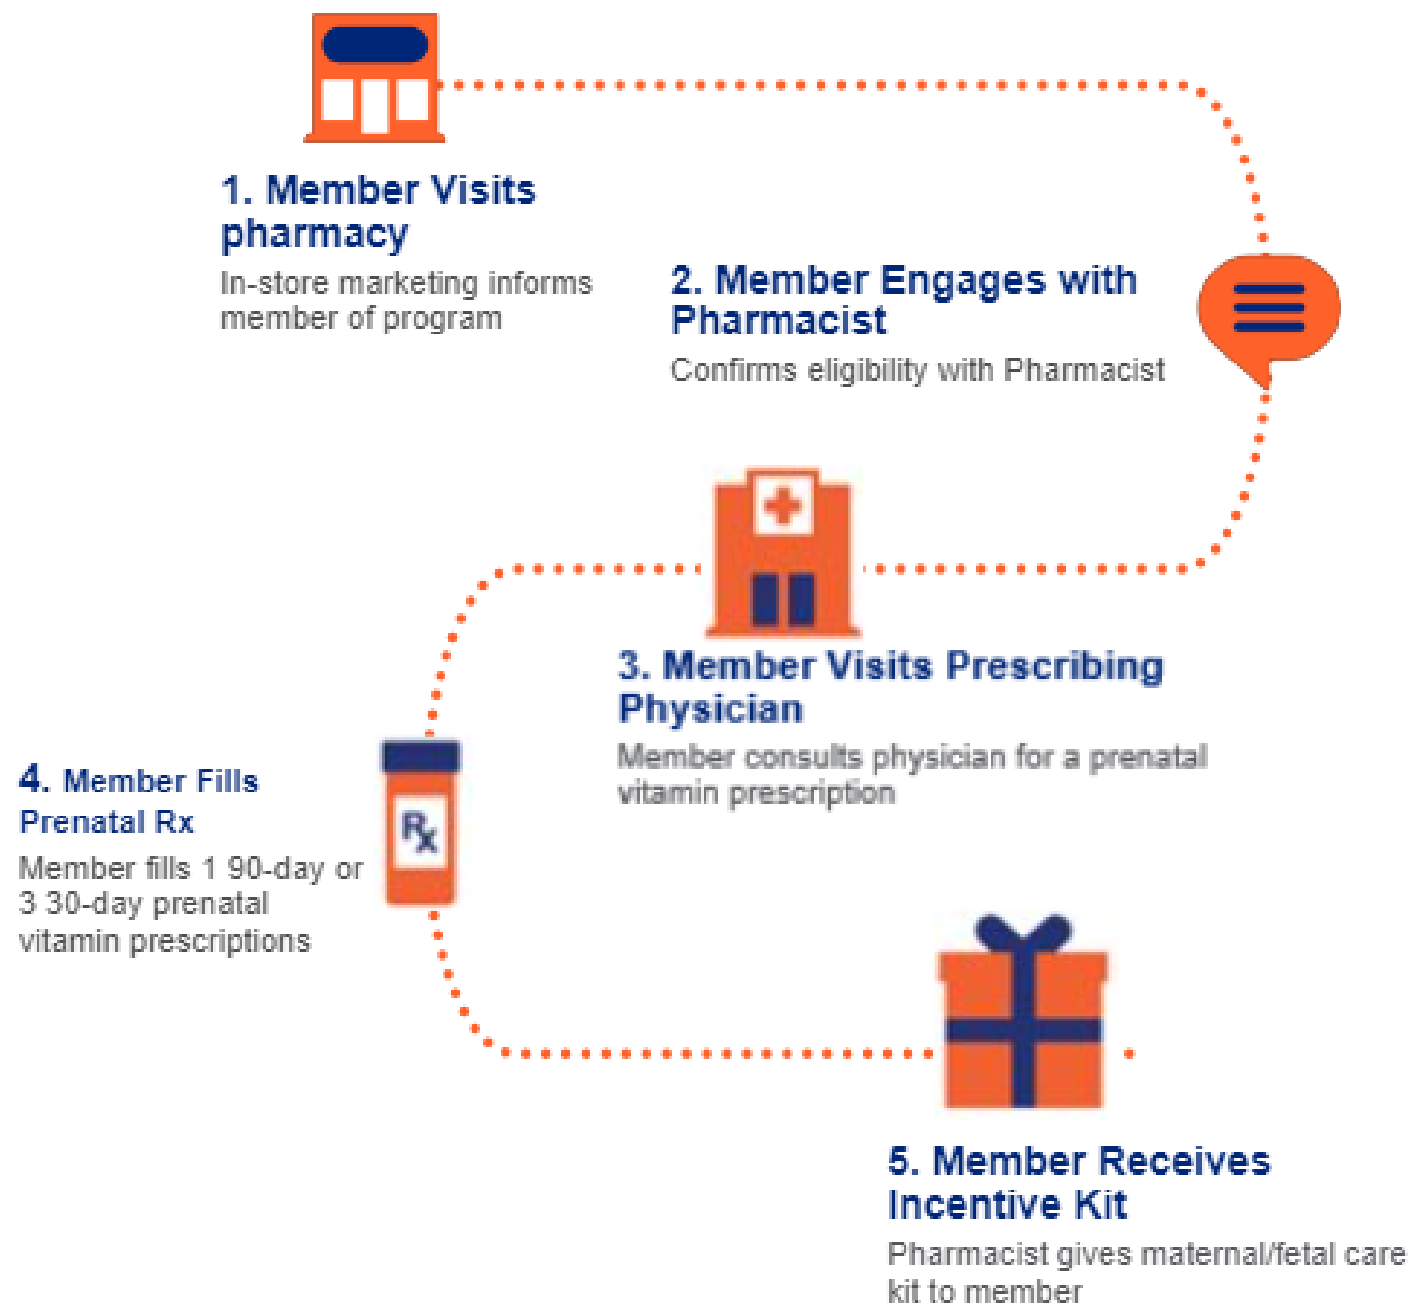 1. Member Visits
pharmacy
In-store marketing informs
member of program
2. Member Engages with
Pharmacist
Confirms eligibility with Pharmacist
3. Member Visits Prescribing
Physician
Member consults physician for a prenatal
vitamin prescription
4. Member Fills
Prenatal Rx
Member fills 1 90-day or
3 30-day prenatal
vitamin prescriptions
Rx
5. Member Receives
Incentive Kit
Pharmacist gives maternal/fetal care
kit to member